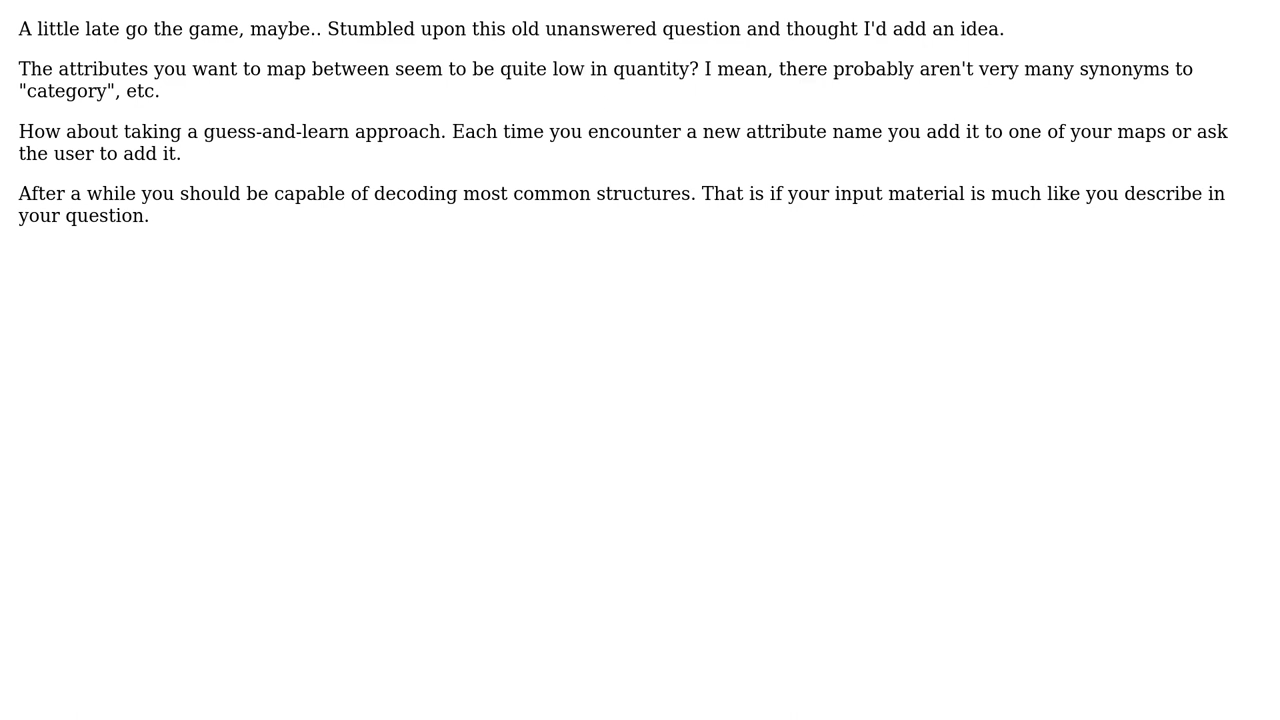 A little late go the game, maybe.. Stumbled upon this old unanswered question and thought I'd add an idea.
The attributes you want to map between seem to be quite low in quantity? I mean, there probably aren't very many synonyms to
"category", etc.
How about taking a guess-and-learn approach. Each time you encounter a new attribute name you add it to one of your maps or ask
the user to add it.
After a while you should be capable of decoding most common structures. That is if your input material is much like you describe in
your question.